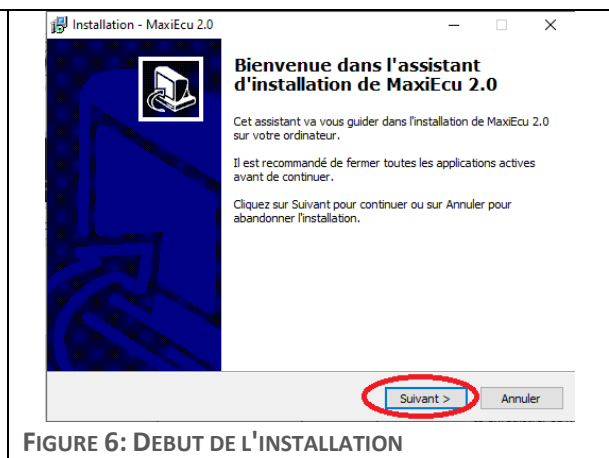 Installation - MaxiEcu 2.0
Bienvenue dans l'assistant
d'installation de MaxiEcu 2.0
Cet assistant va vous guider dans l'installation de MaxiEcu 2.0
sur votre ordinateur.
Il est recommandé de fermer toutes les applications actives
avant de continuer.
Cliquez sur Suivant pour continuer ou sur Annuler pour
abandonner l'installation.
Suivant > Annuler
FIGURE 6: DEBUT DE L'INSTALLATION